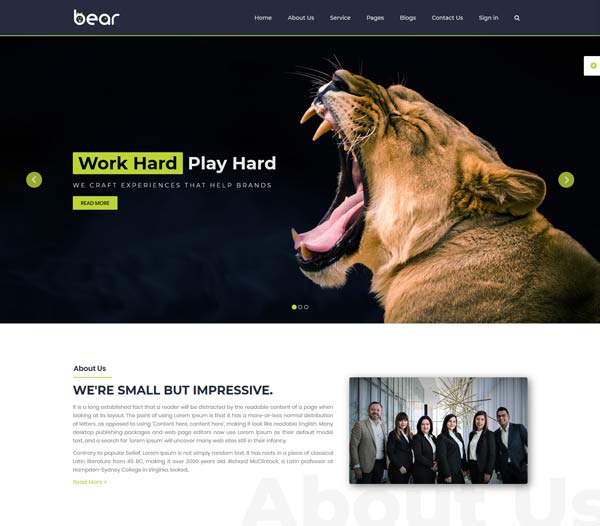 bear
Home About Us Service Pages Blogs Contact Us Sign in
Work Hard Play Hard
WE CRAFT EXPERIENCES THAT HELP BRANDS
READ MORE
About Us
WE'RE SMALL BUT IMPRESSIVE.
It is a long established fact that a reader will be distracted by the readable content of a page when
looking at its layout. The point of using Lorem Ipsum is that it has a more-or-less normal distribution
of letters, as opposed to using 'Content here, content here', making it look like readable English. Many
desktop publishing packages and web page editors now use Lorem Ipsum as their default model
text, and a search for 'lorem ipsum' will uncover many web sites still in their infancy.
Contrary to popular belief, Lorem Ipsum is not simply random text. It has roots in a piece of classical
Latin literature from 45 BC, making it over 2000 years old. Richard McClintock, a Latin professor at
Hampden-Sydney College in Virginia, looked,
Read More
About Us